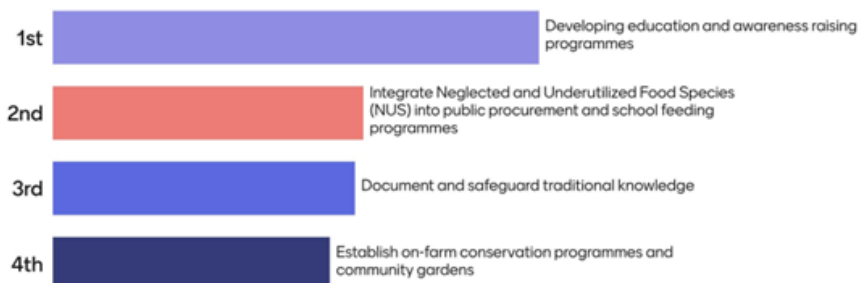 1st
Developing education and awareness raising
programmes
2nd
Integrate Neglected and Underutilized Food Species
(NUS) into public procurement and school feeding
programmes
3rd
Document and safeguard traditional knowledge
4th
Establish on-farm conservation programmes and
community gardens